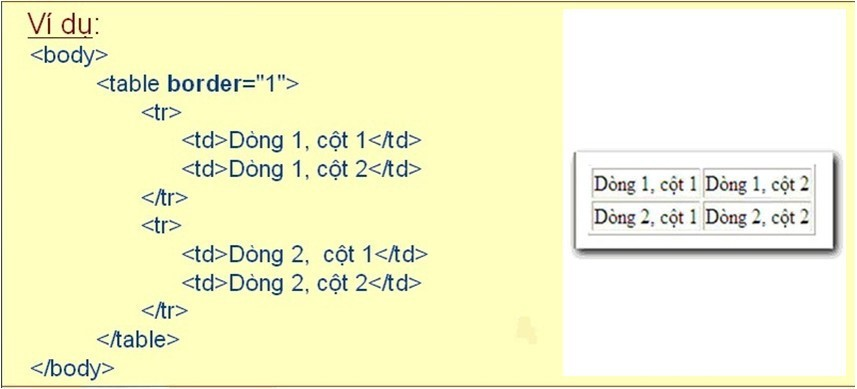 Ví dụ:
<body>
<table border="1">
<tr>
<td>Dòng 1, cột 1</td>
<td>Dòng 1, cột 2</td>
</tr>
<tr>
<td>Dòng 2,  cột 1</td>
<td>Dòng 2, cột 2</td>
</tr>
</table>
</body>
Dòng 1, cột 1 Dòng 1, cột 2
Dòng 2, cột 1 Dòng 2, cột 2